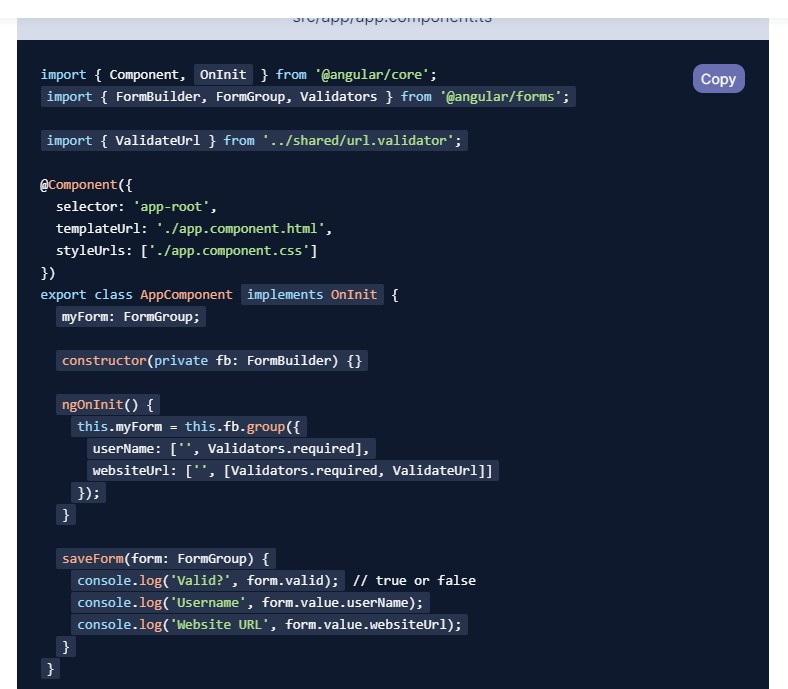 src/app/app.component.ts
Copy
import { Component, OnInit } from '@angular/core';
import { FormBuilder, FormGroup, Validators } from '@angular/forms';
import { ValidateUrl } from '../shared/url.validator';
@Component({
  selector: 'app-root',
  templateUrl: './app.component.html',
  styleUrls: ['./app.component.css']
})
export class AppComponent implements OnInit {
  myForm: FormGroup;
  constructor(private fb: FormBuilder) {}
  ngOnInit() {
    this.myForm = this.fb.group({
      userName: ['', Validators.required],
      websiteUrl: ['', [Validators.required, ValidateUrl]]
    });
  }
  saveForm(form: FormGroup) {
    console.log('Valid?', form.valid); // true or false
    console.log('Username', form.value.userName);
    console.log('Website URL', form.value.websiteUrl);
  }
}